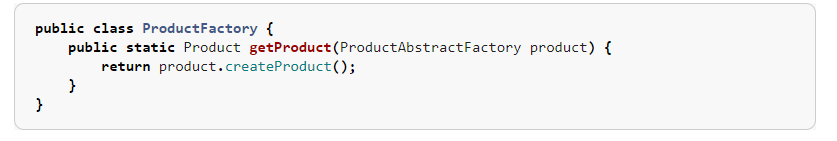 public class ProductFactory {
    public static Product getProduct(ProductAbstractFactory product) {
        return product.createProduct();
    }
}